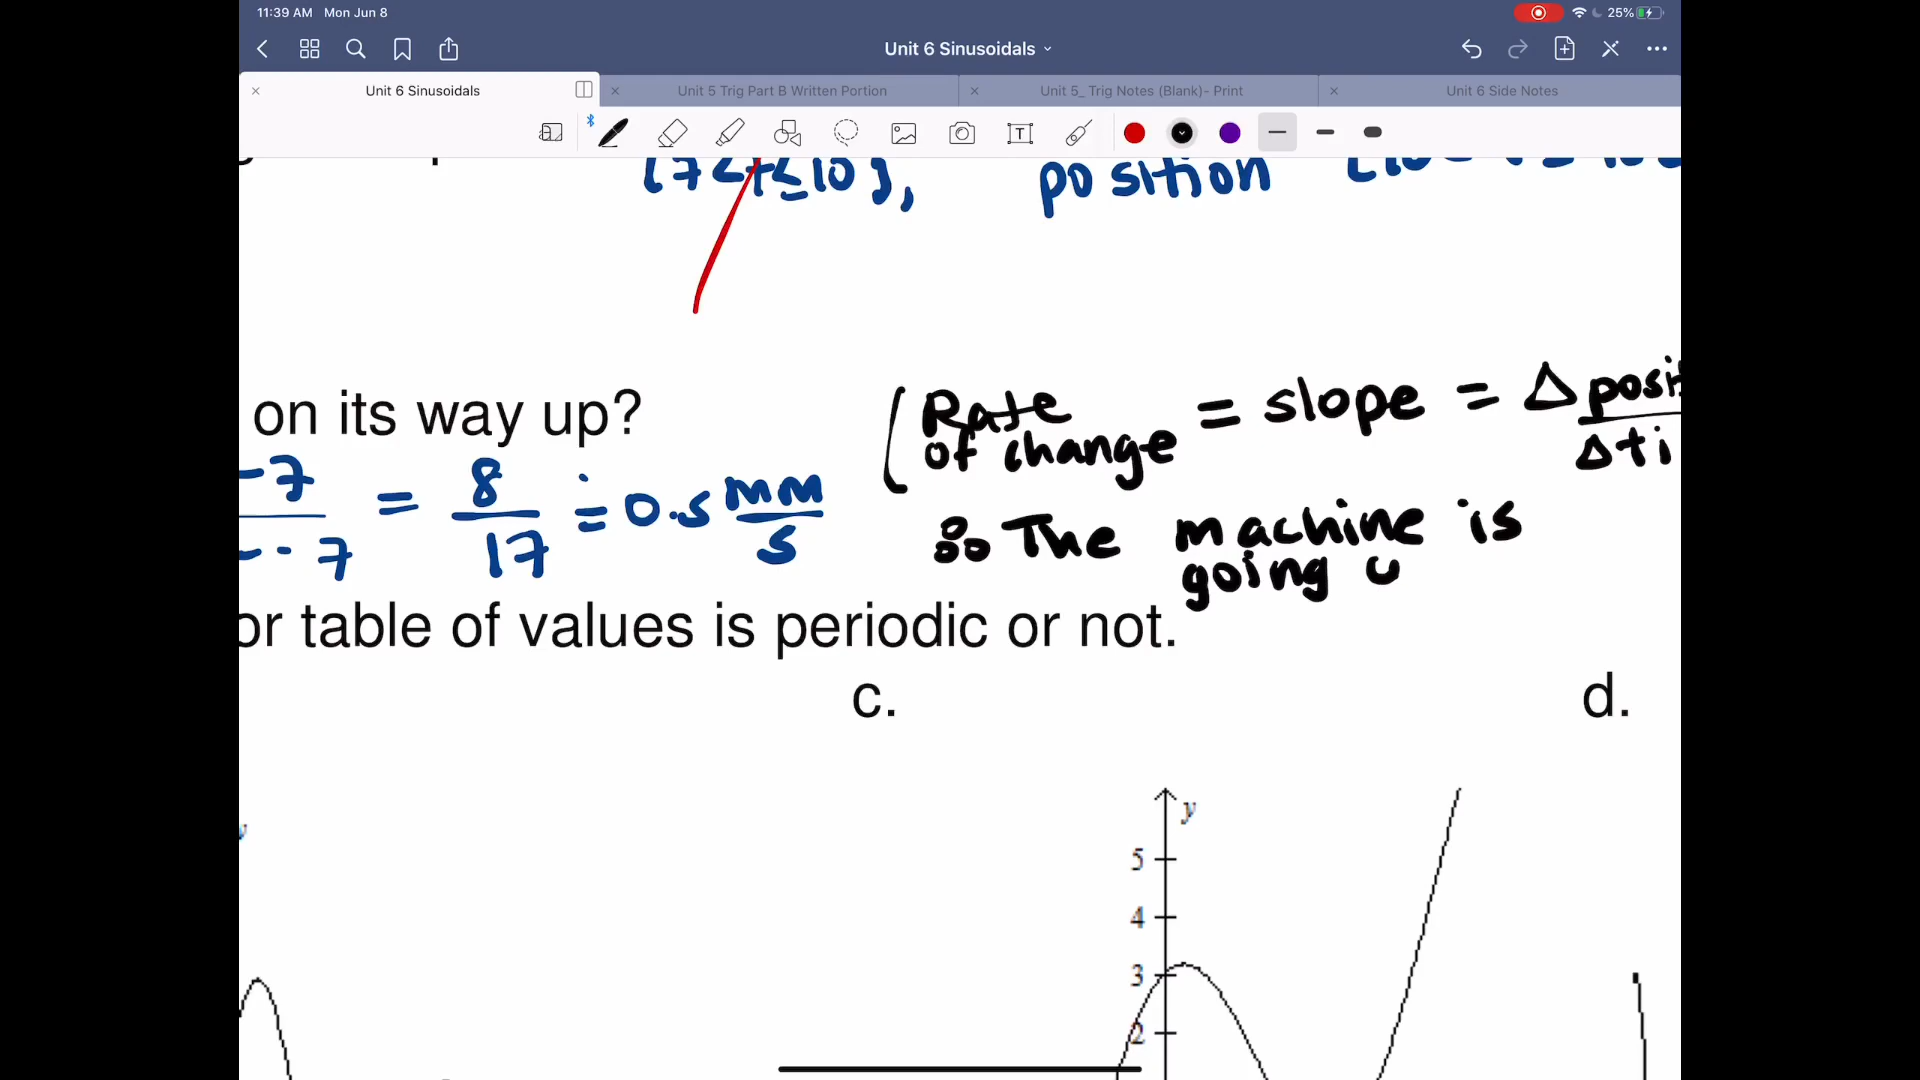 11:39 AM Mon Jun 8
25%
Unit 6 Sinusoidals
Unit 6 Sinusoidals
Unit 5 Trig Part B Written Portion
Unit 5_ Trig Notes (Blank)- Print
Unit 6 Side Notes
T
position
on its way up?
(Rate of change = slope = Δposi
Δti
-7
= 8/17 ≐ 0.5 mm/s
7
∴ The machine is
going u
or table of values is periodic or not.
c.
d.
y
5
4
3
2